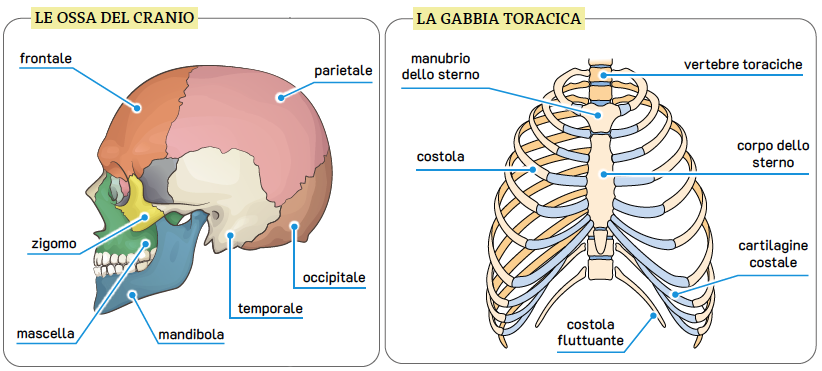 LE OSSA DEL CRANIO
frontale
parietale
zigomo
occipitale
temporale
mascella
mandibola
LA GABBIA TORACICA
manubrio
dello sterno
vertebre toraciche
costola
corpo dello
sterno
cartilagine
costale
costola
fluttuante